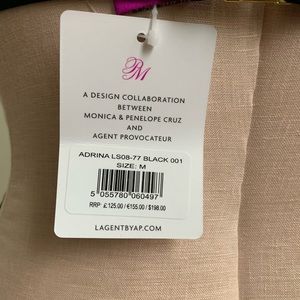 PM
A DESIGN COLLABORATION
BETWEEN
MONICA & PENELOPE CRUZ
AND
AGENT PROVOCATEUR
ADRINA LS08-77 BLACK 001
SIZE: M
5 055780 060497
RRP: £125.00 / €155.00 / $198.00
LAGENTBYAP.COM